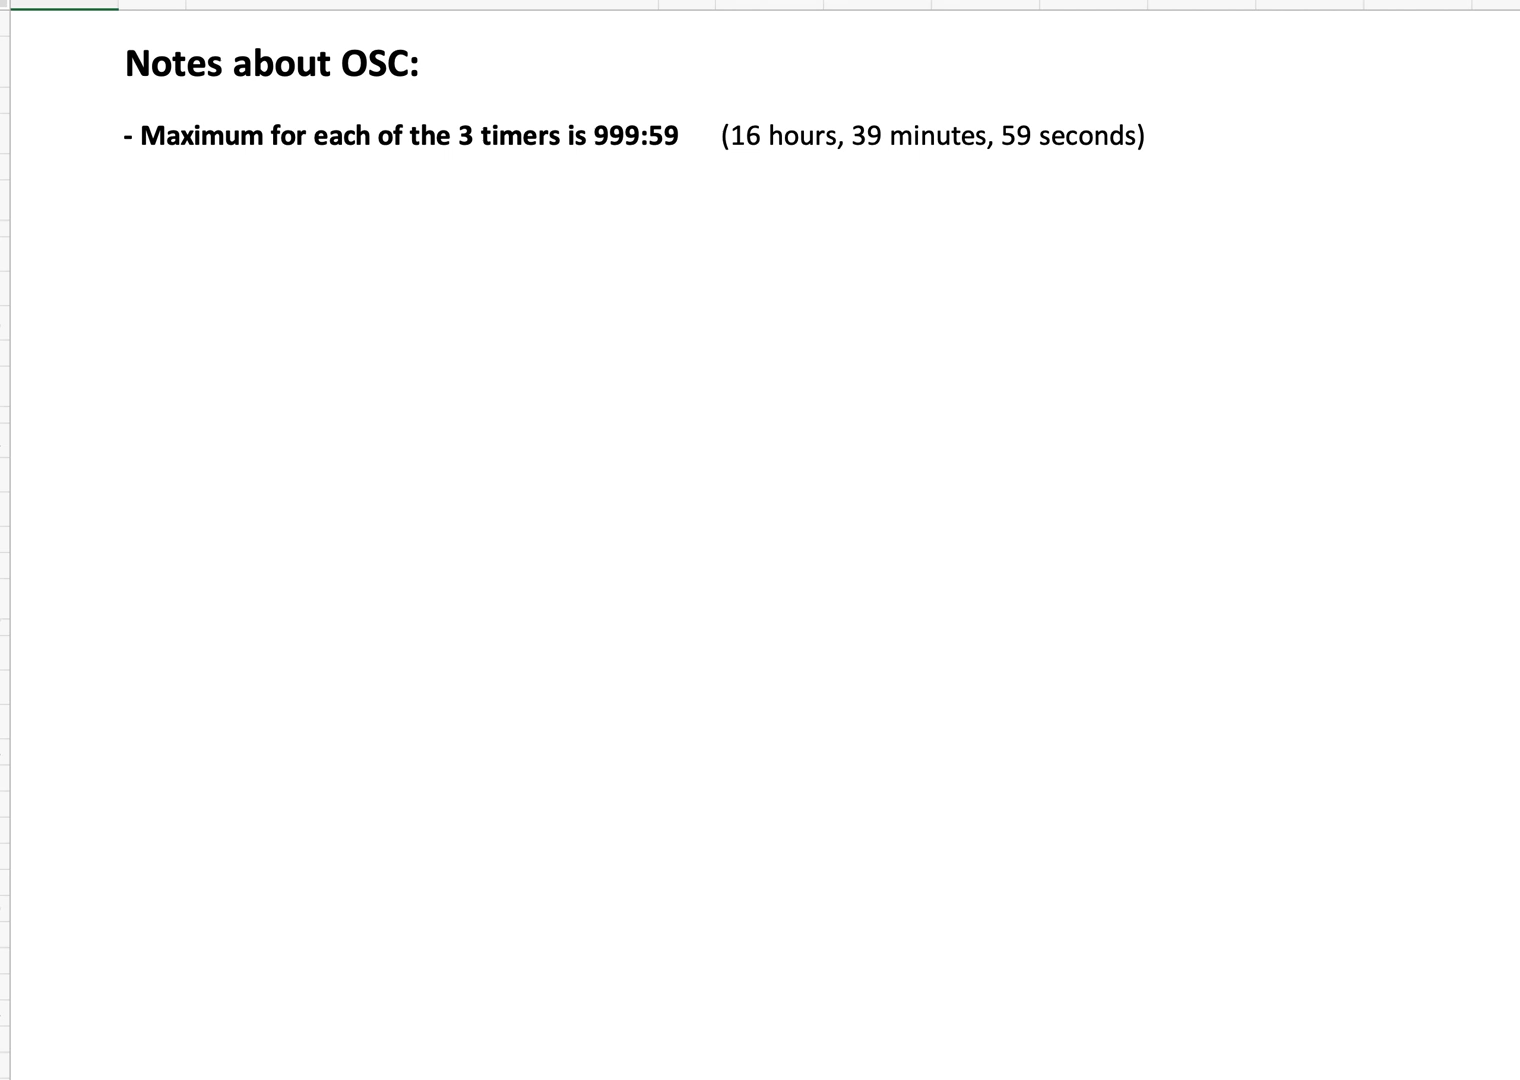 Notes about OSC:
- Maximum for each of the 3 timers is 999:59 (16 hours, 39 minutes, 59 seconds)